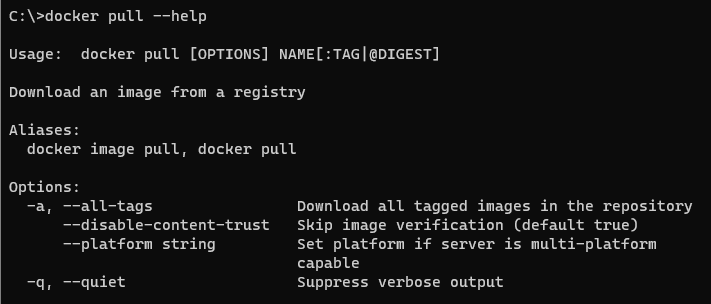 C:\>docker pull --help
Usage:  docker pull [OPTIONS] NAME[:TAG|@DIGEST]
Download an image from a registry
Aliases:
  docker image pull, docker pull
Options:
  -a, --all-tags                Download all tagged images in the repository
      --disable-content-trust   Skip image verification (default true)
      --platform string         Set platform if server is multi-platform
                                capable
  -q, --quiet                   Suppress verbose output